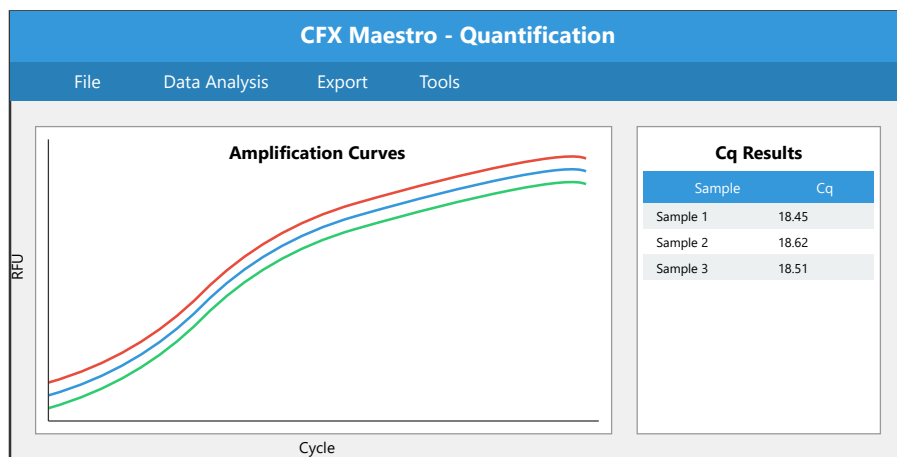 CFX Maestro - Quantification
File Data Analysis Export Tools
Amplification Curves
RFU
Cycle
Cq Results
Sample Cq
Sample 1 18.45
Sample 2 18.62
Sample 3 18.51